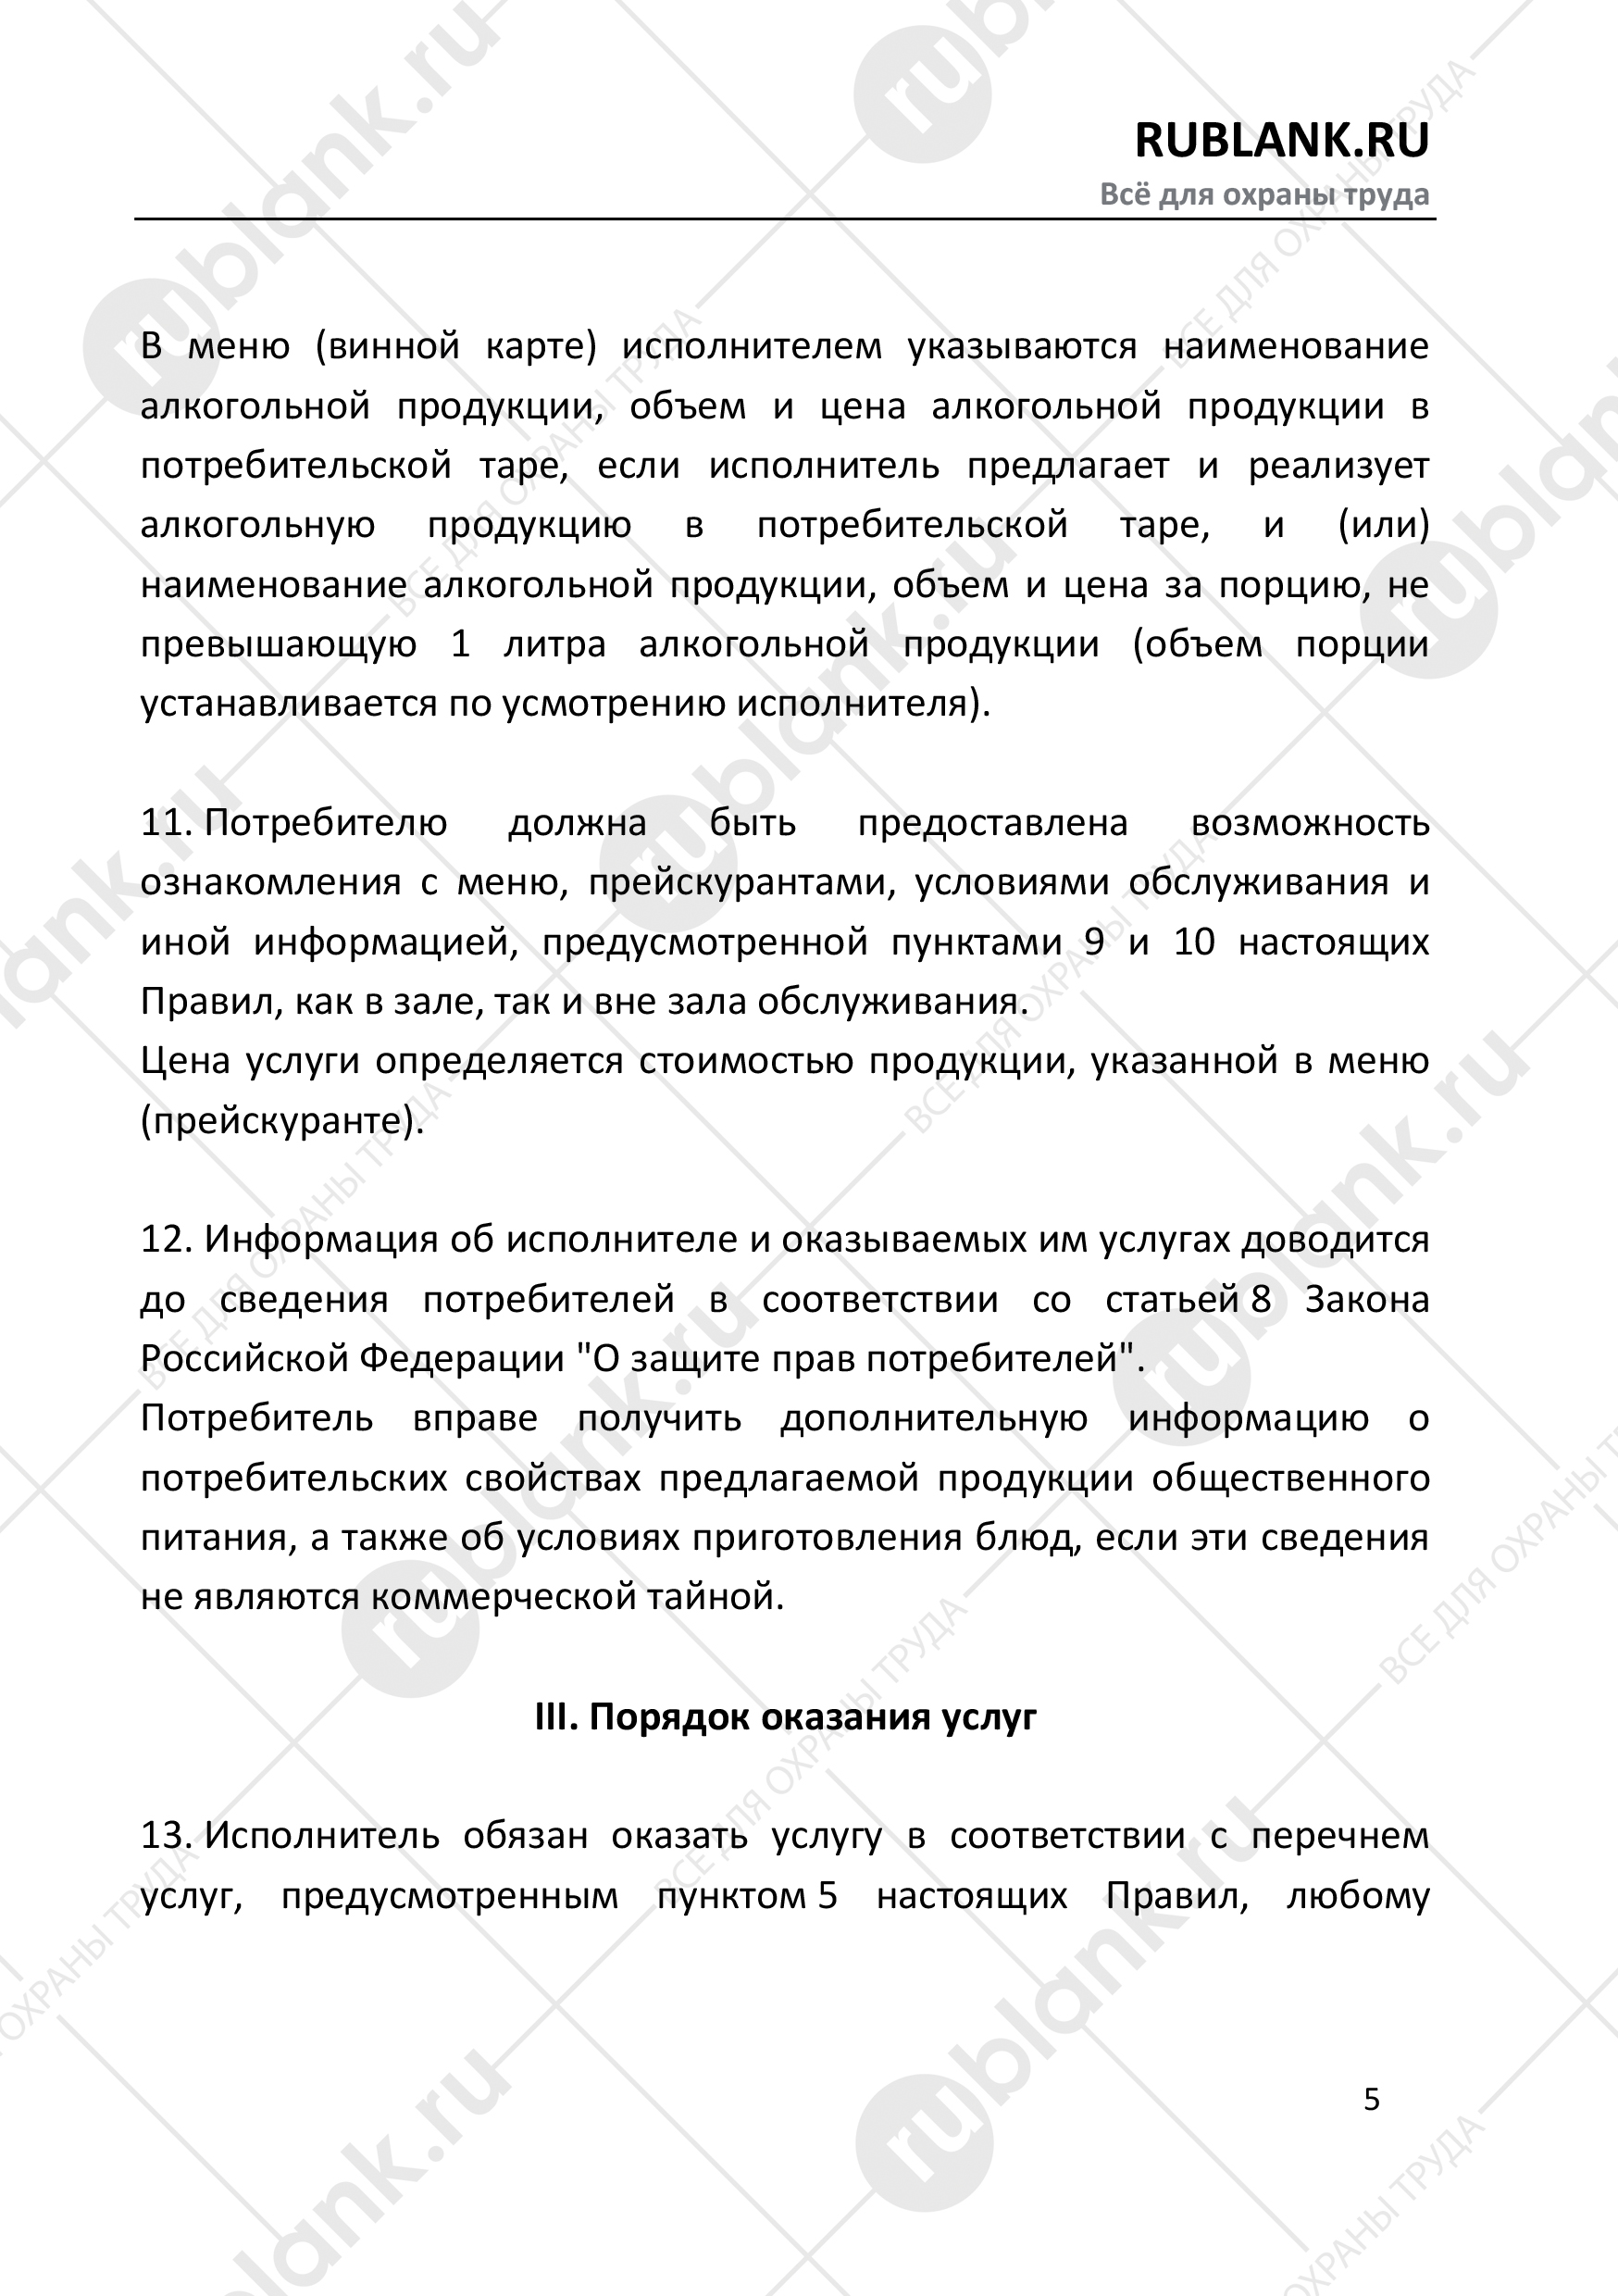 RUBLANK.RU
Всё для охраны труда
В меню (винной карте) исполнителем указываются наименование
алкогольной продукции, объем и цена алкогольной продукции в
потребительской таре, если исполнитель предлагает и реализует
алкогольную продукцию в потребительской таре, и (или)
наименование алкогольной продукции, объем и цена за порцию, не
превышающую 1 литра алкогольной продукции (объем порции
устанавливается по усмотрению исполнителя).
11. Потребителю должна быть предоставлена возможность
ознакомления с меню, прейскурантами, условиями обслуживания и
иной информацией, предусмотренной пунктами 9 и 10 настоящих
Правил, как в зале, так и вне зала обслуживания.
Цена услуги определяется стоимостью продукции, указанной в меню
(прейскуранте).
12. Информация об исполнителе и оказываемых им услугах доводится
до сведения потребителей в соответствии со статьей 8 Закона
Российской Федерации "О защите прав потребителей".
Потребитель вправе получить дополнительную информацию о
потребительских свойствах предлагаемой продукции общественного
питания, а также об условиях приготовления блюд, если эти сведения
не являются коммерческой тайной.
III. Порядок оказания услуг
13. Исполнитель обязан оказать услугу в соответствии с перечнем
услуг, предусмотренным пунктом 5 настоящих Правил, любому
5